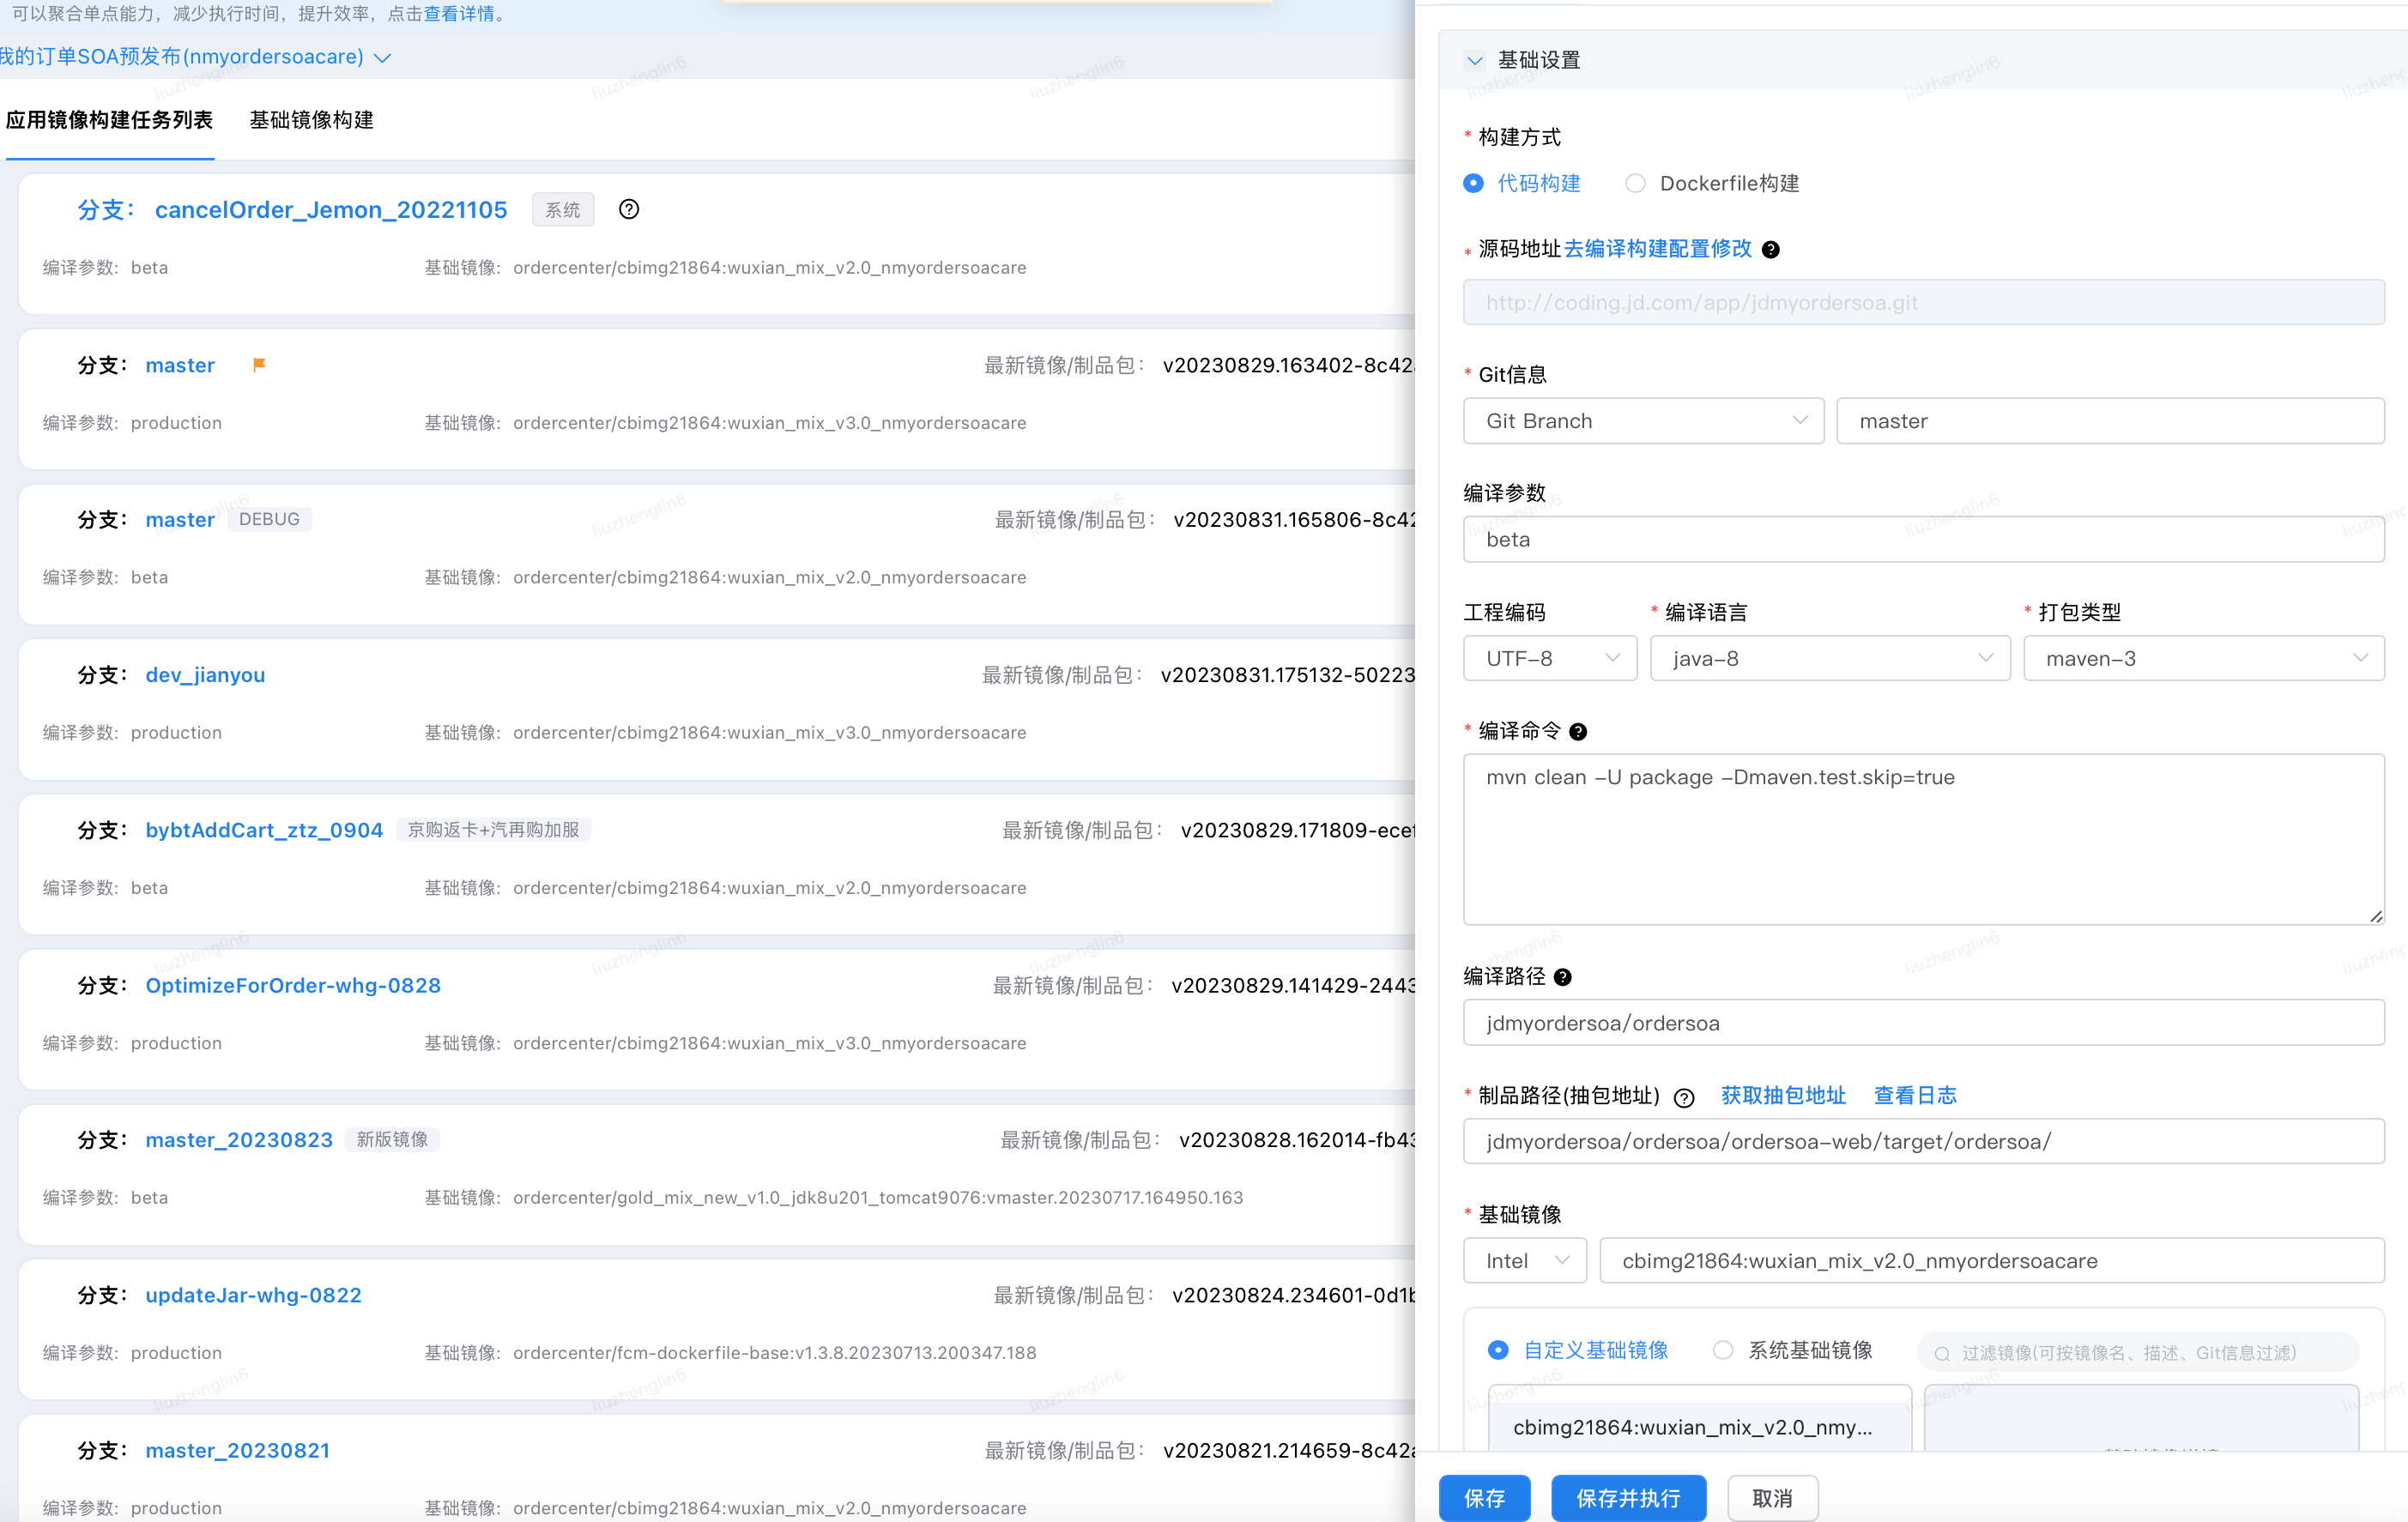 可以聚合单点能力，减少执行时间，提升效率，点击查看详情。
我的订单SOA预发布(nmyordersoacare)
应用镜像构建任务列表 基础镜像构建
分支： cancelOrder_Jemon_20221105 系统
编译参数: beta 基础镜像: ordercenter/cbimg21864:wuxian_mix_v2.0_nmyordersoacare
分支： master 最新镜像/制品包： v20230829.163402-8c42
编译参数: production 基础镜像: ordercenter/cbimg21864:wuxian_mix_v3.0_nmyordersoacare
分支： master DEBUG 最新镜像/制品包： v20230831.165806-8c42
编译参数: beta 基础镜像: ordercenter/cbimg21864:wuxian_mix_v2.0_nmyordersoacare
分支： dev_jianyou 最新镜像/制品包： v20230831.175132-50223
编译参数: production 基础镜像: ordercenter/cbimg21864:wuxian_mix_v3.0_nmyordersoacare
分支： bybtAddCart_ztz_0904 京购返卡+汽再购加服 最新镜像/制品包： v20230829.171809-ecef
编译参数: beta 基础镜像: ordercenter/cbimg21864:wuxian_mix_v2.0_nmyordersoacare
分支： OptimizeForOrder-whg-0828 最新镜像/制品包： v20230829.141429-2443
编译参数: production 基础镜像: ordercenter/cbimg21864:wuxian_mix_v3.0_nmyordersoacare
分支： master_20230823 新版镜像 最新镜像/制品包： v20230828.162014-fb43
编译参数: beta 基础镜像: ordercenter/gold_mix_new_v1.0_jdk8u201_tomcat9076:vmaster.20230717.164950.163
分支： updateJar-whg-0822 最新镜像/制品包： v20230824.234601-0d1b
编译参数: production 基础镜像: ordercenter/fcm-dockerfile-base:v1.3.8.20230713.200347.188
分支： master_20230821 最新镜像/制品包： v20230821.214659-8c42a
编译参数: production 基础镜像: ordercenter/cbimg21864:wuxian_mix_v2.0_nmyordersoacare
基础设置
* 构建方式
代码构建 Dockerfile构建
* 源码地址去编译构建配置修改
http://coding.jd.com/app/jdmyordersoa.git
* Git信息
Git Branch master
编译参数
beta
工程编码 * 编译语言 * 打包类型
UTF-8 java-8 maven-3
* 编译命令
mvn clean -U package -Dmaven.test.skip=true
编译路径
jdmyordersoa/ordersoa
* 制品路径(抽包地址) 获取抽包地址 查看日志
jdmyordersoa/ordersoa/ordersoa-web/target/ordersoa/
* 基础镜像
Intel cbimg21864:wuxian_mix_v2.0_nmyordersoacare
自定义基础镜像 系统基础镜像 过滤镜像(可按镜像名、描述、Git信息过滤)
cbimg21864:wuxian_mix_v2.0_nmy...
保存 保存并执行 取消
liuzhenglin6